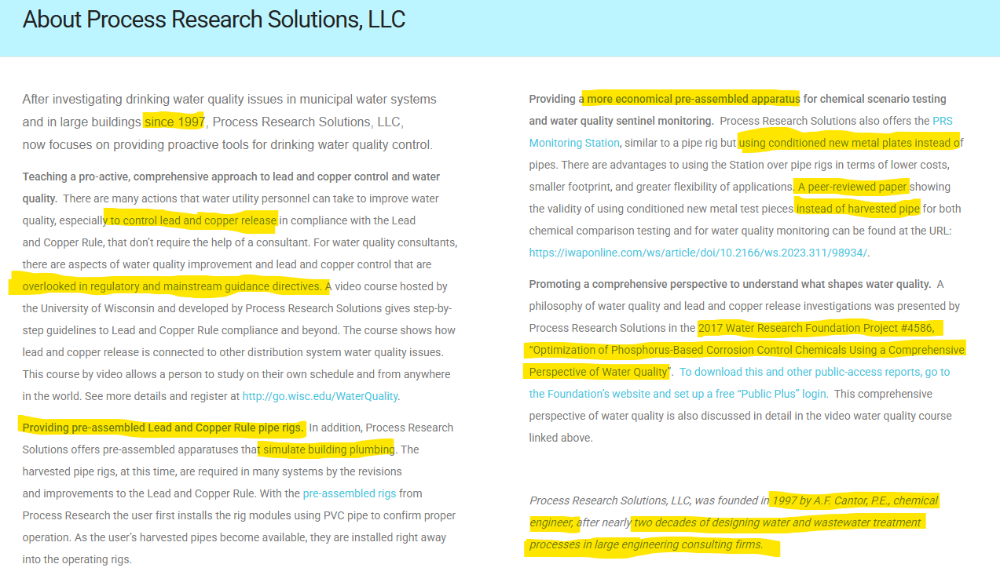 About Process Research Solutions, LLC
After investigating drinking water quality issues in municipal water systems
and in large buildings since 1997, Process Research Solutions, LLC,
now focuses on providing proactive tools for drinking water quality control.
Teaching a pro-active, comprehensive approach to lead and copper control and water
quality.  There are many actions that water utility personnel can take to improve water
quality, especially to control lead and copper release in compliance with the Lead
and Copper Rule, that don't require the help of a consultant. For water quality consultants,
there are aspects of water quality improvement and lead and copper control that are
overlooked in regulatory and mainstream guidance directives. A video course hosted by
the University of Wisconsin and developed by Process Research Solutions gives step-by-
step guidelines to Lead and Copper Rule compliance and beyond. The course shows how
lead and copper release is connected to other distribution system water quality issues.
This course by video allows a person to study on their own schedule and from anywhere
in the world. See more details and register at http://go.wisc.edu/WaterQuality.
Providing pre-assembled Lead and Copper Rule pipe rigs.  In addition, Process Research
Solutions offers pre-assembled apparatuses that simulate building plumbing. The
harvested pipe rigs, at this time, are required in many systems by the revisions
and improvements to the Lead and Copper Rule. With the pre-assembled rigs from
Process Research the user first installs the rig modules using PVC pipe to confirm proper
operation. As the user's harvested pipes become available, they are installed right away
into the operating rigs.
Providing a more economical pre-assembled apparatus for chemical scenario testing
and water quality sentinel monitoring.  Process Research Solutions also offers the PRS
Monitoring Station, similar to a pipe rig but using conditioned new metal plates instead of
pipes. There are advantages to using the Station over pipe rigs in terms of lower costs,
smaller footprint, and greater flexibility of applications. A peer-reviewed paper showing
the validity of using conditioned new metal test pieces instead of harvested pipe for both
chemical comparison testing and for water quality monitoring can be found at the URL:
https://iwaponline.com/ws/article/doi/10.2166/ws.2023.311/98934/.
Promoting a comprehensive perspective to understand what shapes water quality.  A
philosophy of water quality and lead and copper release investigations was presented by
Process Research Solutions in the 2017 Water Research Foundation Project #4586,
“Optimization of Phosphorus-Based Corrosion Control Chemicals Using a Comprehensive
Perspective of Water Quality”.  To download this and other public-access reports, go to
the Foundation's website and set up a free “Public Plus” login.  This comprehensive
perspective of water quality is also discussed in detail in the video water quality course
linked above.
Process Research Solutions, LLC, was founded in 1997 by A.F. Cantor, P.E., chemical
engineer, after nearly two decades of designing water and wastewater treatment
processes in large engineering consulting firms.